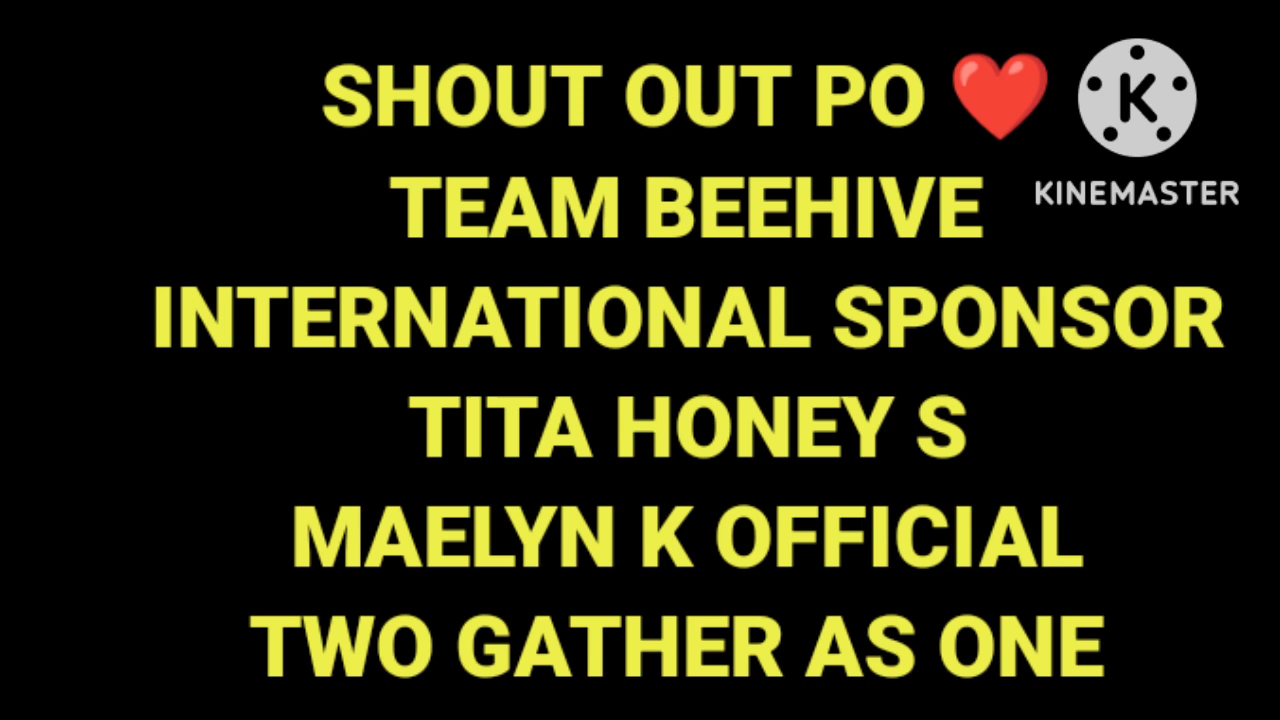 SHOUT OUT PO ❤️
KINEMASTER
TEAM BEEHIVE
INTERNATIONAL SPONSOR
TITA HONEY S
MAELYN K OFFICIAL
TWO GATHER AS ONE